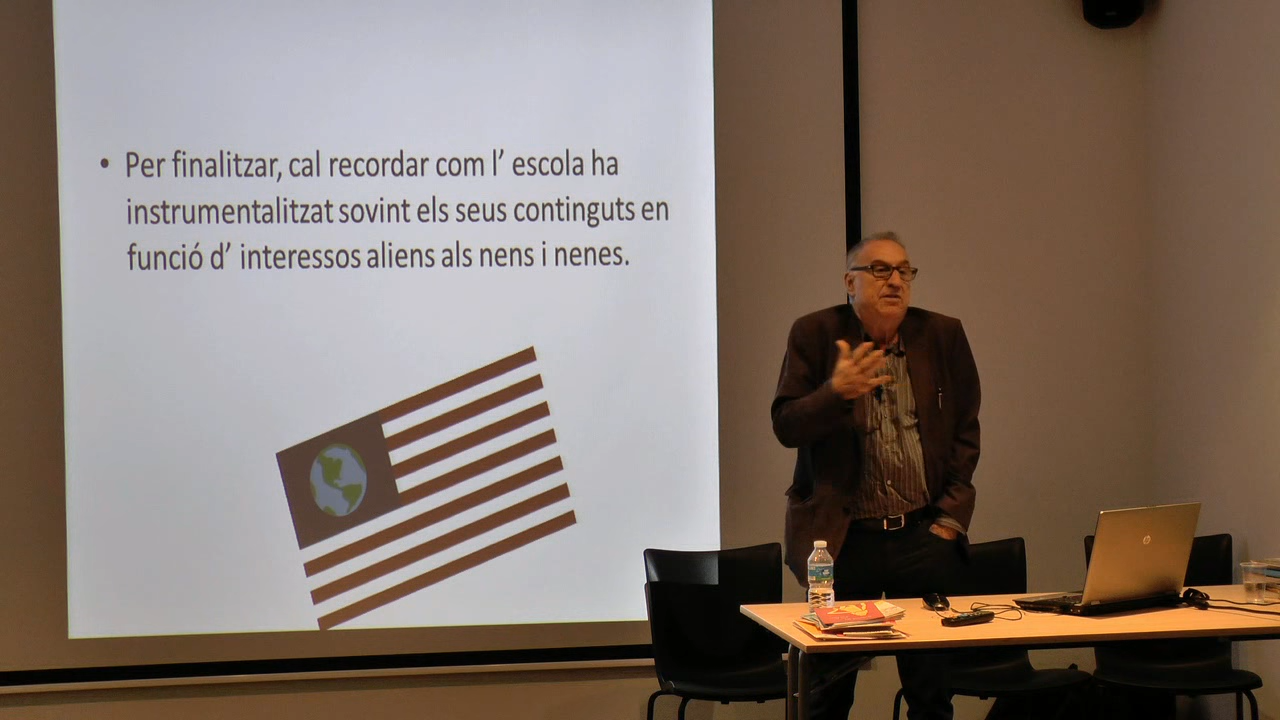 • Per finalitzar, cal recordar com l’ escola ha
instrumentalitzat sovint els seus continguts en
funció d’ interessos aliens als nens i nenes.
hp